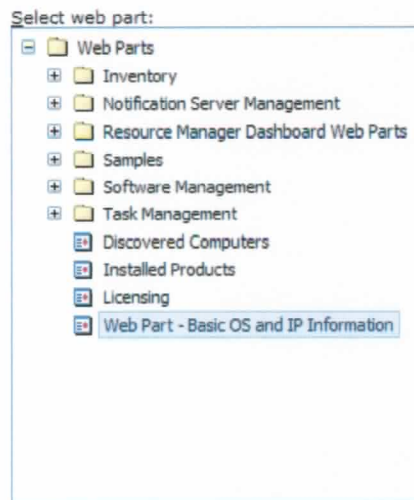 Select web part:
Web Parts
Inventory
Notification Server Management
Resource Manager Dashboard Web Parts
Samples
Software Management
Task Management
Discovered Computers
Installed Products
Licensing
Web Part - Basic OS and IP Information